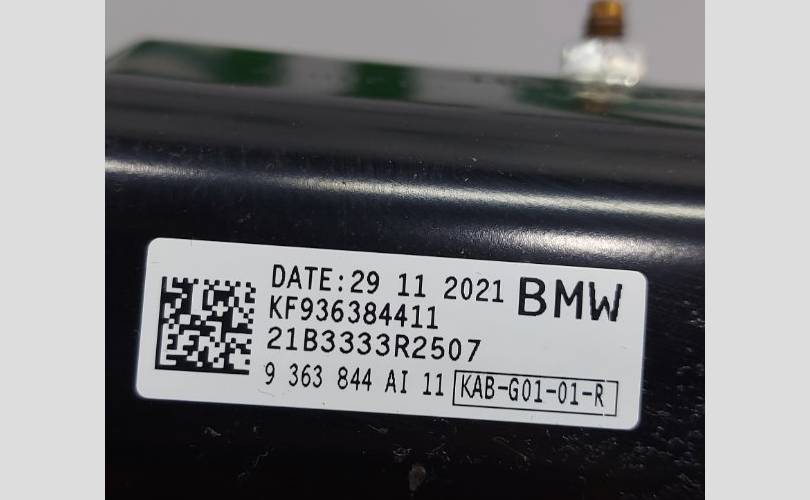 DATE:29 11 2021 BMW
KF936384411
21B3333R2507
9 363 844 AI 11 KAB-G01-01-R